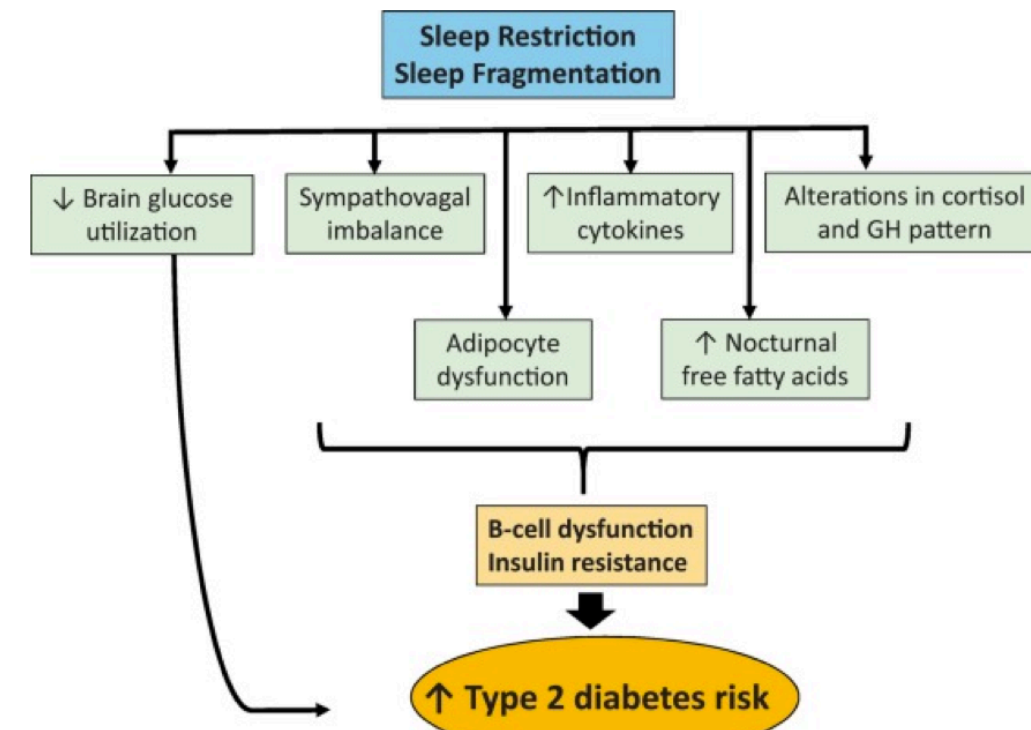 Sleep Restriction
Sleep Fragmentation
↓ Brain glucose
utilization
Sympathovagal
imbalance
↑Inflammatory
cytokines
Alterations in cortisol
and GH pattern
Adipocyte
dysfunction
↑ Nocturnal
free fatty acids
B-cell dysfunction
Insulin resistance
↑ Type 2 diabetes risk